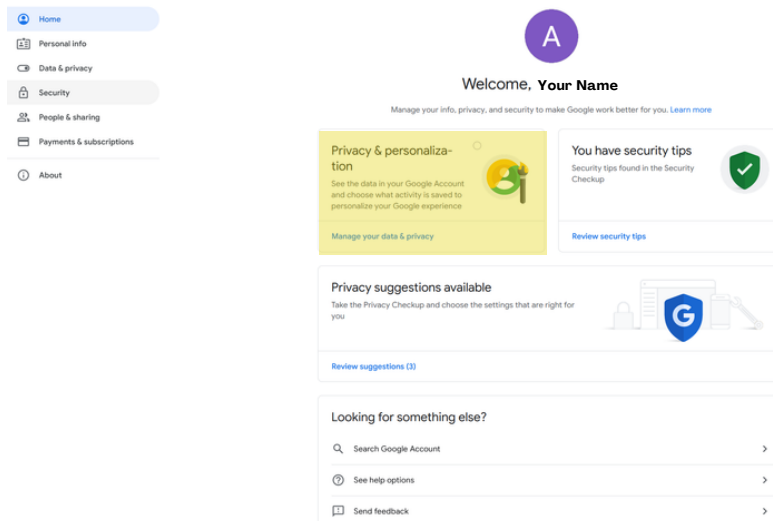 Home
Personal info
Data & privacy
Security
People & sharing
Payments & subscriptions
About
A
Welcome, Your Name
Manage your info, privacy, and security to make Google work better for you. Learn more
Privacy & personaliza-
tion
See the data in your Google Account
and choose what activity is saved to
personalize your Google experience
Manage your data & privacy
You have security tips
Security tips found in the Security
Checkup
Review security tips
Privacy suggestions available
Take the Privacy Checkup and choose the settings that are right for
you
G
Review suggestions (3)
Looking for something else?
Search Google Account
See help options
Send feedback